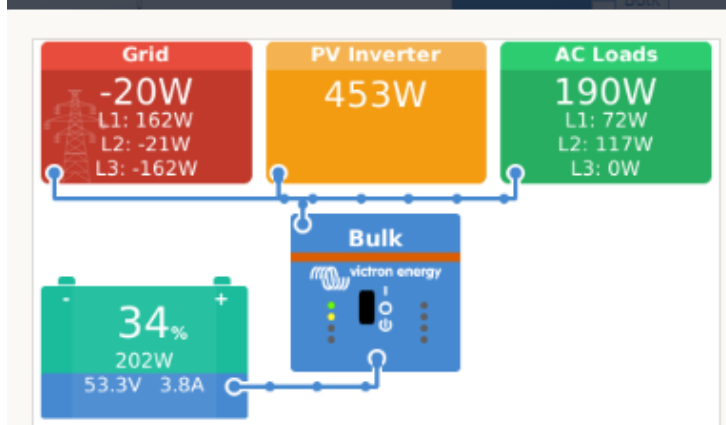 Bulk
Grid
-20W
L1: 162W
L2: -21W
L3: -162W
PV Inverter
453W
AC Loads
190W
L1: 72W
L2: 117W
L3: 0W
Bulk
victron energy
I
- +
34%
202W
53.3V 3.8A